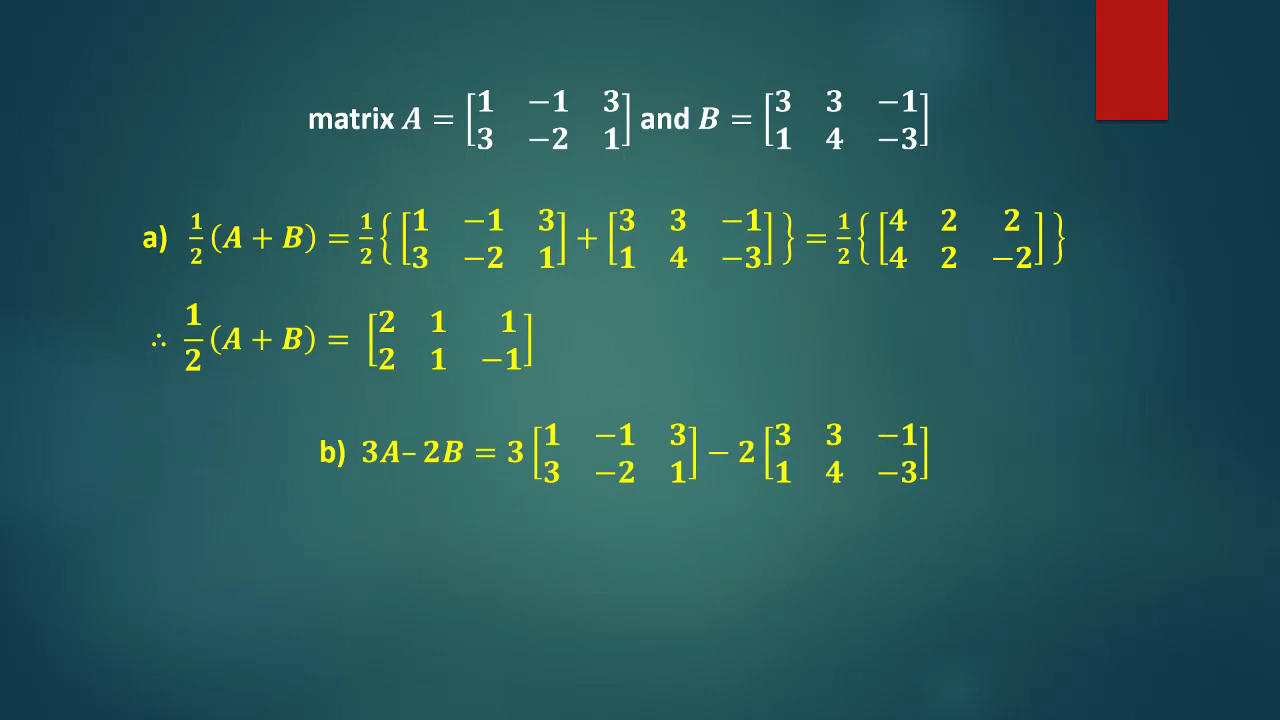 matrix A = [1 −1 3; 3 −2 1] and B = [3 3 −1; 1 4 −3]
a) 1/2 (A + B) = 1/2 { [1 −1 3; 3 −2 1] + [3 3 −1; 1 4 −3] } = 1/2 { [4 2 2; 4 2 −2] }
∴ 1/2 (A + B) = [2 1 1; 2 1 −1]
b) 3A– 2B = 3 [1 −1 3; 3 −2 1] − 2 [3 3 −1; 1 4 −3]